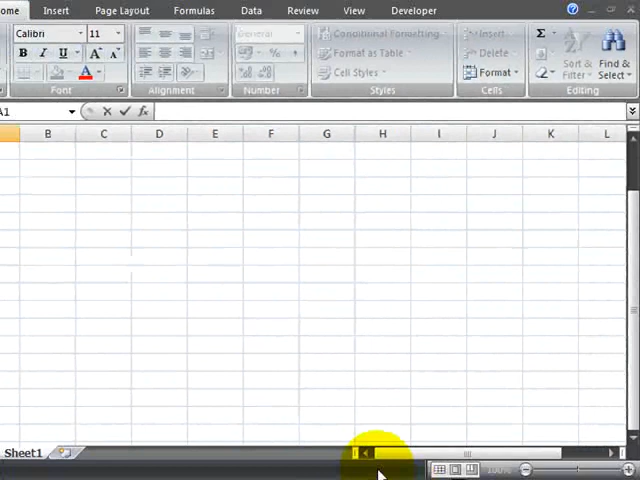 ome Insert Page Layout Formulas Data Review View Developer
Calibri 11 General Conditional Formatting Insert
B I U A A % , Format as Table Delete Sort & Find &
A Cell Styles Format Filter Select
Font Alignment Number Styles Cells Editing
A1 fx
B C D E F G H I J K L
Sheet1
100%